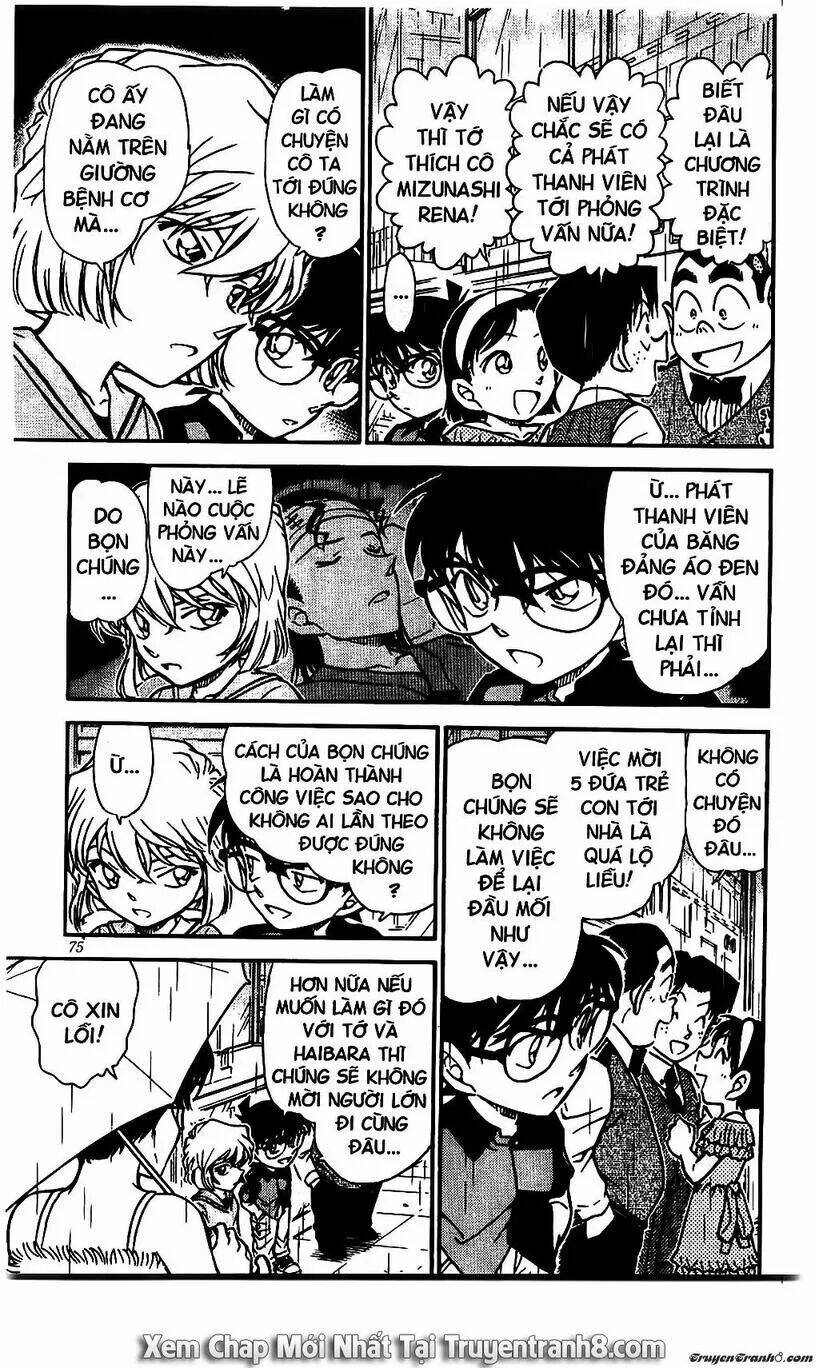 BIẾT
ĐÂU
LẠI LÀ
CHƯƠNG
TRÌNH
ĐẶC
BIỆT!
NẾU VẬY
CHẮC SẼ CÓ
CẢ PHÁT
THANH VIÊN
TỚI PHỎNG
VẤN NỮA!
VẬY
THÌ TỚ
THÍCH CÔ
MIZUNASHI
RENA!
...
LÀM
GÌ CÓ
CHUYỆN
CÔ TA
TỚI ĐÚNG
KHÔNG
?
CÔ ẤY
ĐANG
NẰM TRÊN
GIƯỜNG
BỆNH CƠ
MÀ...
Ừ... PHÁT
THANH VIÊN
CỦA BĂNG
ĐẢNG ÁO ĐEN
ĐÓ... VẪN
CHƯA TỈNH
LẠI THÌ
PHẢI...
NÀY... LẼ
NÀO CUỘC
PHỎNG VẤN
NÀY...
DO
BỌN
CHÚNG
...
KHÔNG
CÓ
CHUYỆN
ĐÓ
ĐÂU...
VIỆC MỜI
5 ĐỨA TRẺ
CON TỚI
NHÀ LÀ
QUÁ LỘ
LIỄU!
BỌN
CHÚNG SẼ
KHÔNG
LÀM VIỆC
ĐỂ LẠI
ĐẦU MỐI
NHƯ
VẬY...
CÁCH CỦA BỌN CHÚNG
LÀ HOÀN THÀNH
CÔNG VIỆC SAO CHO
KHÔNG AI LẦN THEO
ĐƯỢC ĐÚNG
KHÔNG
?
Ừ...
75
HƠN NỮA NẾU
MUỐN LÀM GÌ ĐÓ
VỚI TỚ VÀ
HAIBARA THÌ
CHÚNG SẼ KHÔNG
MỜI NGƯỜI LỚN
ĐI CÙNG
ĐÂU...
CÔ XIN
LỖI!
Xem Chap Mới Nhất Tại Truyentranh8.com
TruyenTranh8.com